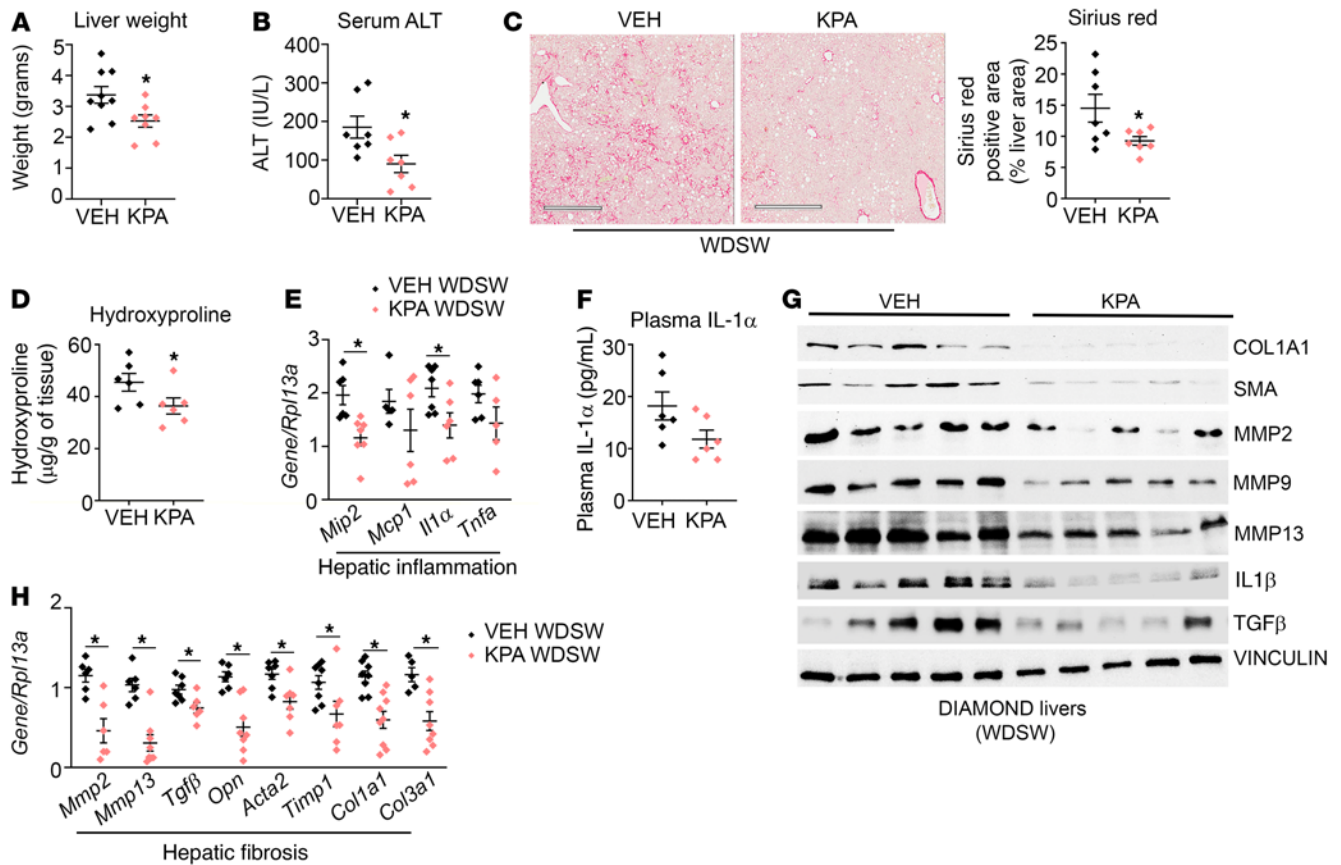 A
Liver weight
Weight (grams)
5
4
3
2
1
0
*
VEH KPA
B
Serum ALT
ALT (IU/L)
400
300
200
100
0
*
VEH KPA
C
VEH KPA
WDSW
Sirius red
Sirius red
positive area
(% liver area)
25
20
15
10
5
0
*
VEH KPA
D
Hydroxyproline
Hydroxyproline
(μg/g of tissue)
60
40
20
0
*
VEH KPA
E
VEH WDSW
KPA WDSW
Gene/Rpl13a
3
2
1
0
* *
Mip2 Mcp1 Il1α Tnfa
Hepatic inflammation
F
Plasma IL-1α
Plasma IL-1α (pg/mL)
30
20
10
0
VEH KPA
G
VEH KPA
COL1A1
SMA
MMP2
MMP9
MMP13
IL1β
TGFβ
VINCULIN
DIAMOND livers
(WDSW)
H
VEH WDSW
KPA WDSW
Gene/Rpl13a
2
1
0
* * * * * * * *
Mmp2 Mmp13 Tgfβ Opn Acta2 Timp1 Col1a1 Col3a1
Hepatic fibrosis